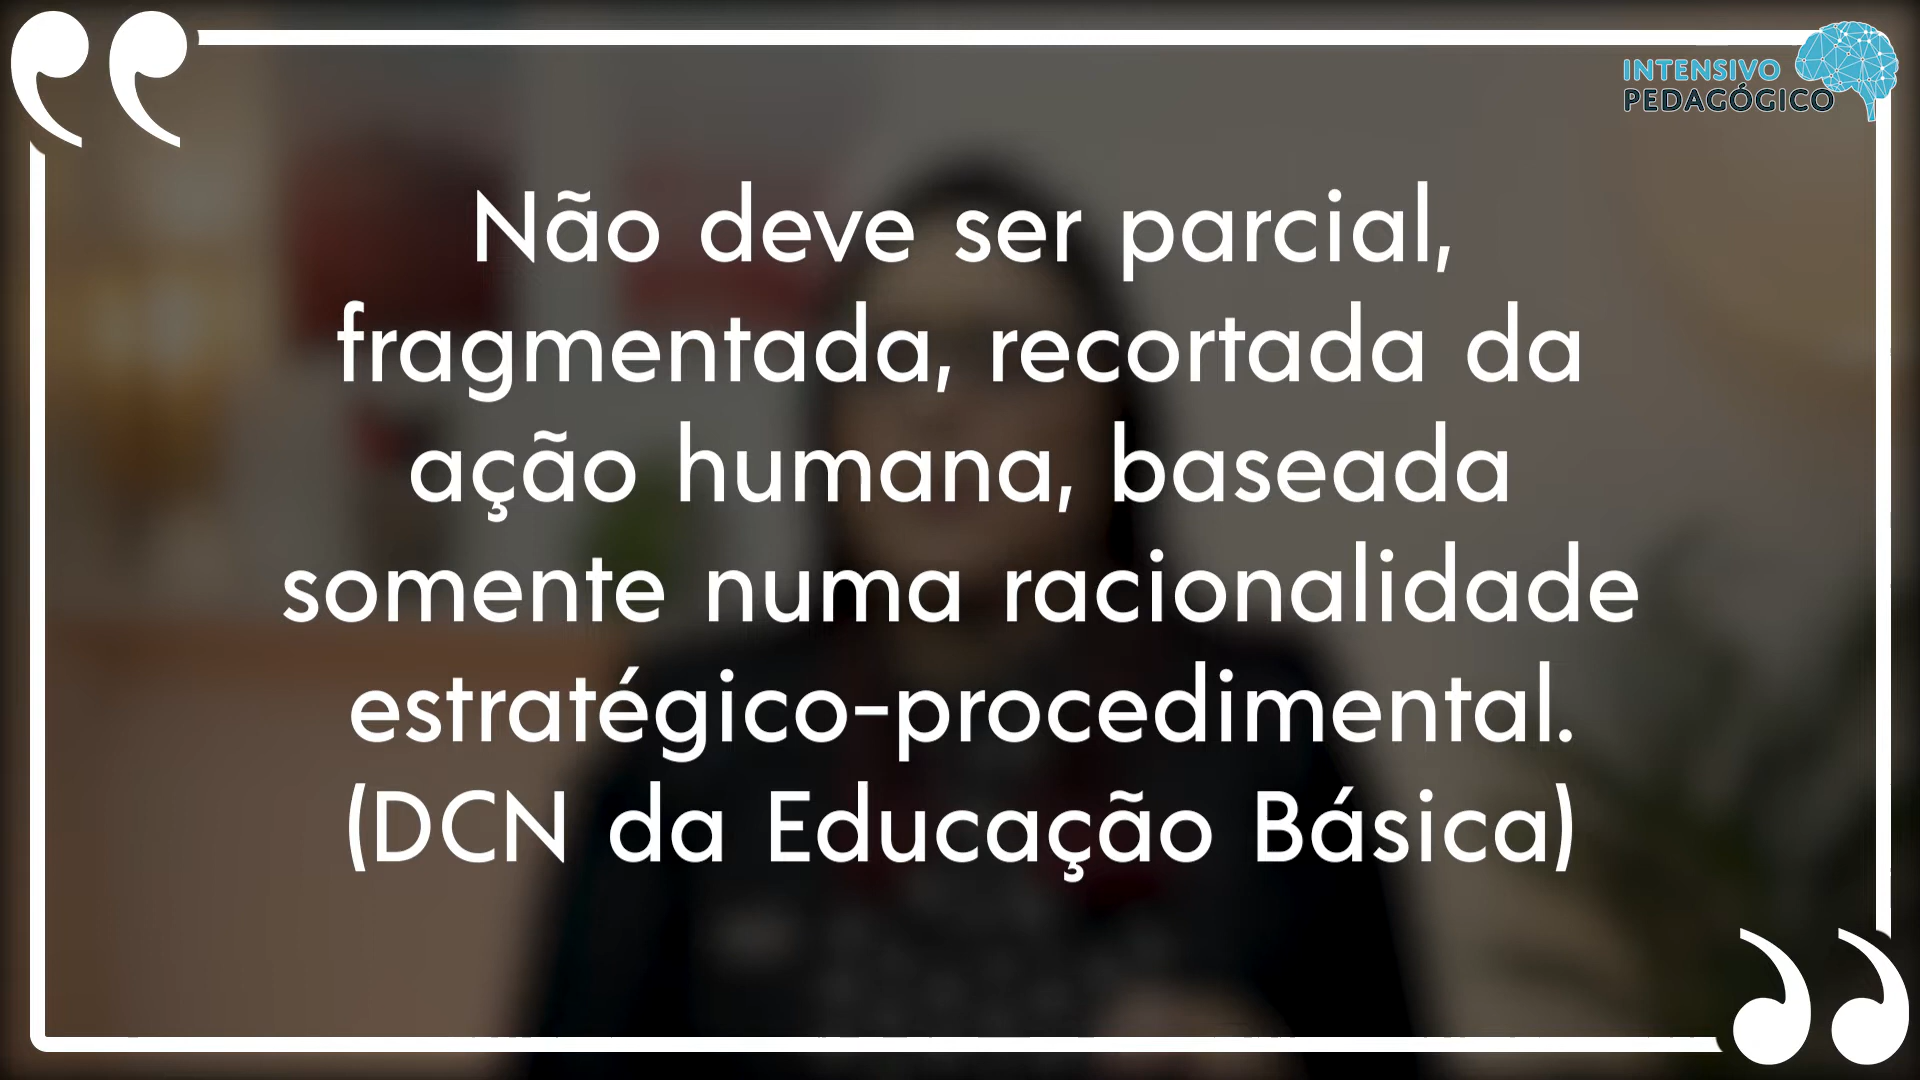 INTENSIVO
PEDAGÓGICO
Não deve ser parcial,
fragmentada, recortada da
ação humana, baseada
somente numa racionalidade
estratégico-procedimental.
(DCN da Educação Básica)